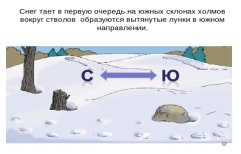 Снег тает в первую очередь на южных склонах холмов
вокруг стволов образуются вытянутые лунки в южном
направлении.
С Ю